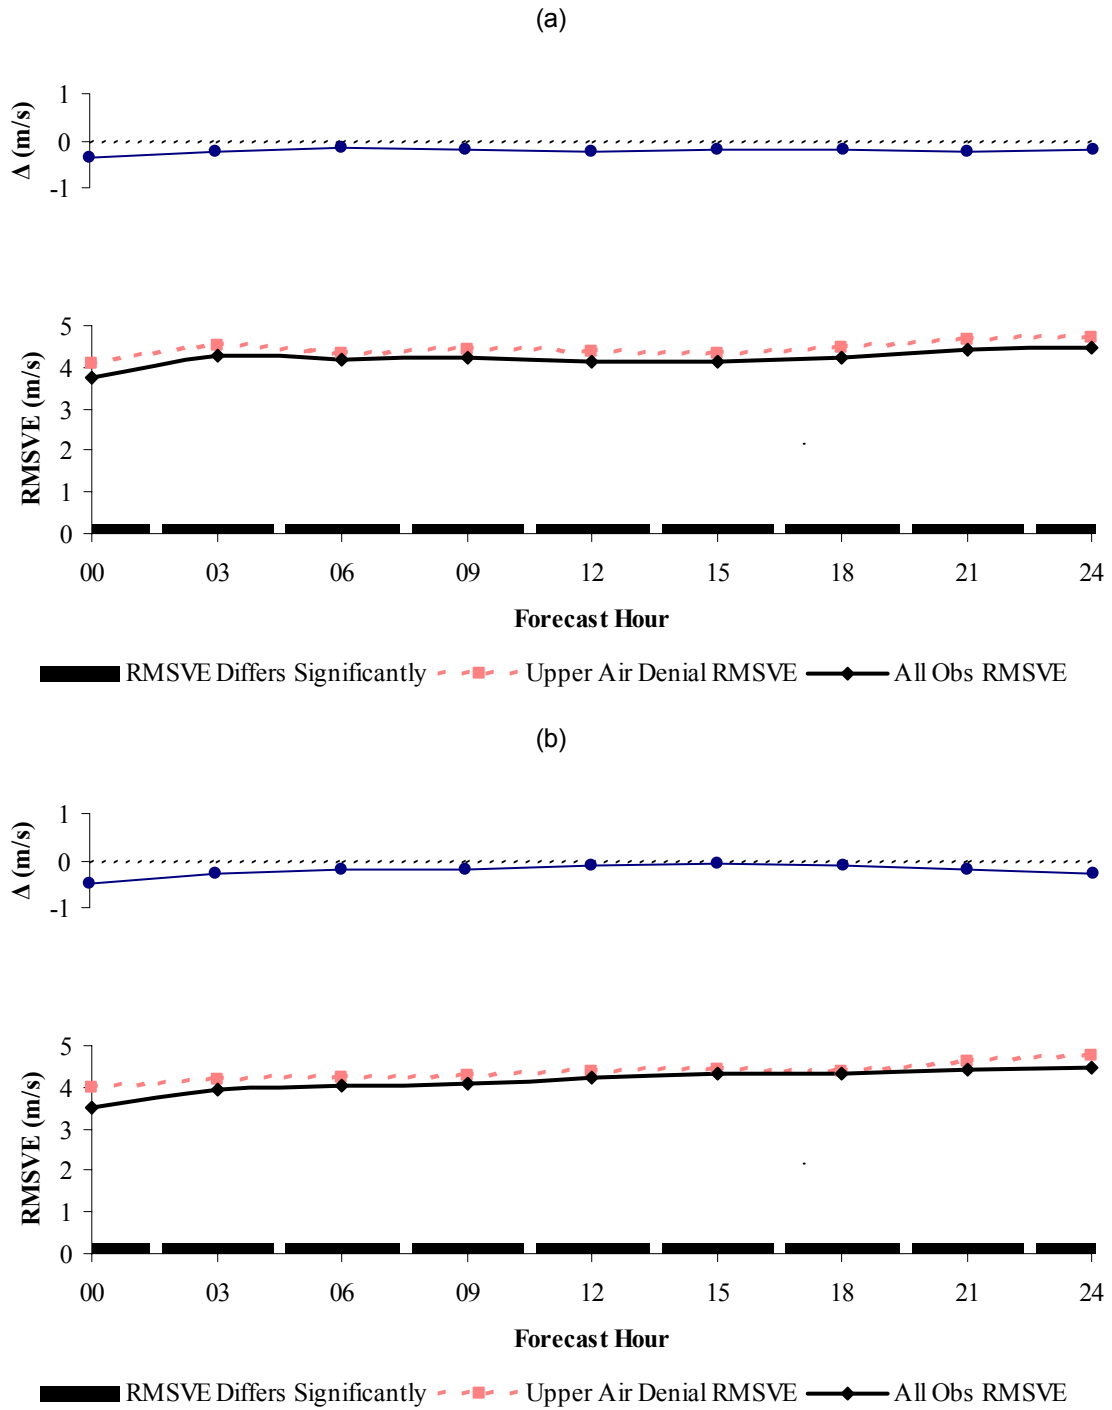 (a)
Δ (m/s)
1
0
-1
RMSVE (m/s)
5
4
3
2
1
0
00 03 06 09 12 15 18 21 24
Forecast Hour
RMSVE Differs Significantly Upper Air Denial RMSVE All Obs RMSVE
(b)
Δ (m/s)
1
0
-1
RMSVE (m/s)
5
4
3
2
1
0
00 03 06 09 12 15 18 21 24
Forecast Hour
RMSVE Differs Significantly Upper Air Denial RMSVE All Obs RMSVE